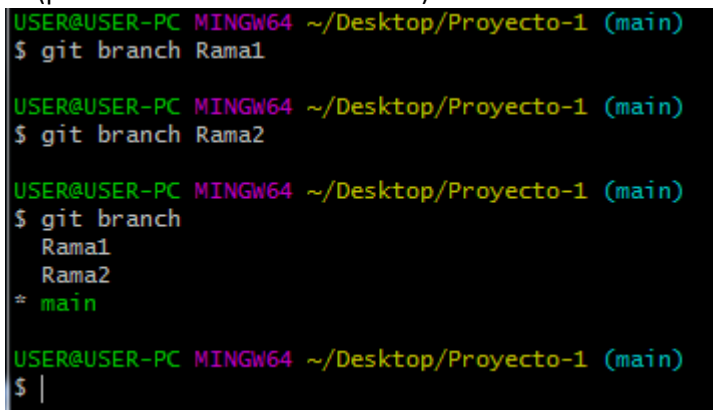 USER@USER-PC MINGW64 ~/Desktop/Proyecto-1 (main)
$ git branch Rama1
USER@USER-PC MINGW64 ~/Desktop/Proyecto-1 (main)
$ git branch Rama2
USER@USER-PC MINGW64 ~/Desktop/Proyecto-1 (main)
$ git branch
  Rama1
  Rama2
* main
USER@USER-PC MINGW64 ~/Desktop/Proyecto-1 (main)
$